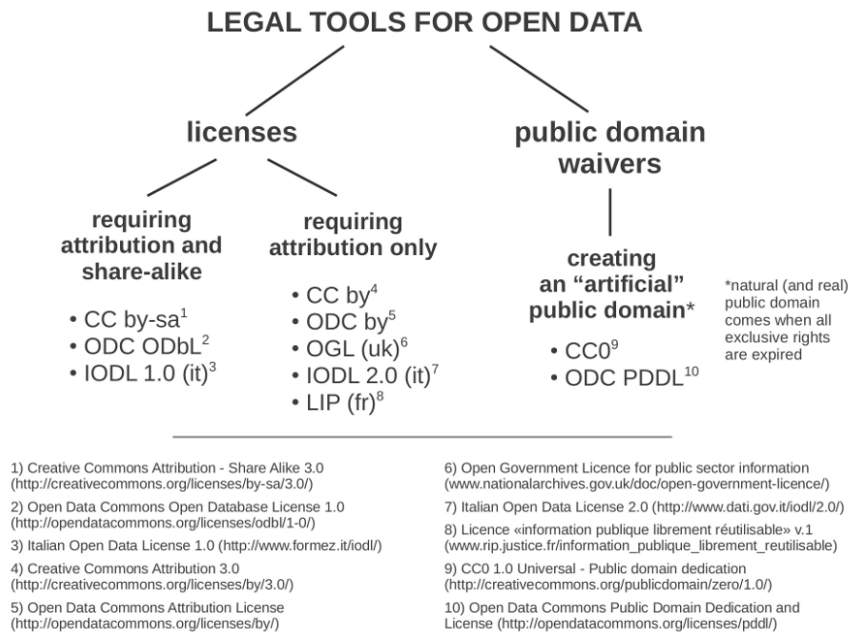 LEGAL TOOLS FOR OPEN DATA
licenses
public domain
waivers
requiring
attribution and
share-alike
• CC by-sa1
• ODC ODbL2
• IODL 1.0 (it)3
requiring
attribution only
• CC by4
• ODC by5
• OGL (uk)6
• IODL 2.0 (it)7
• LIP (fr)8
creating
an “artificial”
public domain*
• CC09
• ODC PDDL10
*natural (and real)
public domain
comes when all
exclusive rights
are expired
1) Creative Commons Attribution - Share Alike 3.0
(http://creativecommons.org/licenses/by-sa/3.0/)
2) Open Data Commons Open Database License 1.0
(http://opendatacommons.org/licenses/odbl/1-0/)
3) Italian Open Data License 1.0 (http://www.formez.it/iodl/)
4) Creative Commons Attribution 3.0
(http://creativecommons.org/licenses/by/3.0/)
5) Open Data Commons Attribution License
(http://opendatacommons.org/licenses/by/)
6) Open Government Licence for public sector information
(www.nationalarchives.gov.uk/doc/open-government-licence/)
7) Italian Open Data License 2.0 (http://www.dati.gov.it/iodl/2.0/)
8) Licence «information publique librement réutilisable» v.1
(www.rip.justice.fr/information_publique_librement_reutilisable)
9) CC0 1.0 Universal - Public domain dedication
(http://creativecommons.org/publicdomain/zero/1.0/)
10) Open Data Commons Public Domain Dedication and
License (http://opendatacommons.org/licenses/pddl/)